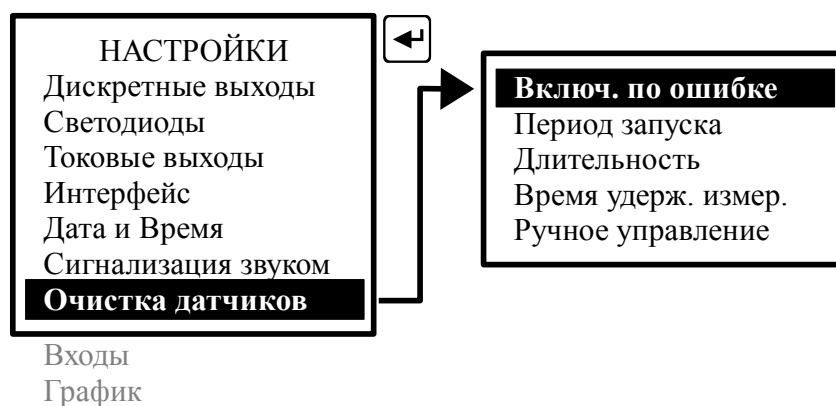 НАСТРОЙКИ
Дискретные выходы
Светодиоды
Токовые выходы
Интерфейс
Дата и Время
Сигнализация звуком
Очистка датчиков
Входы
График
Включ. по ошибке
Период запуска
Длительность
Время удерж. измер.
Ручное управление